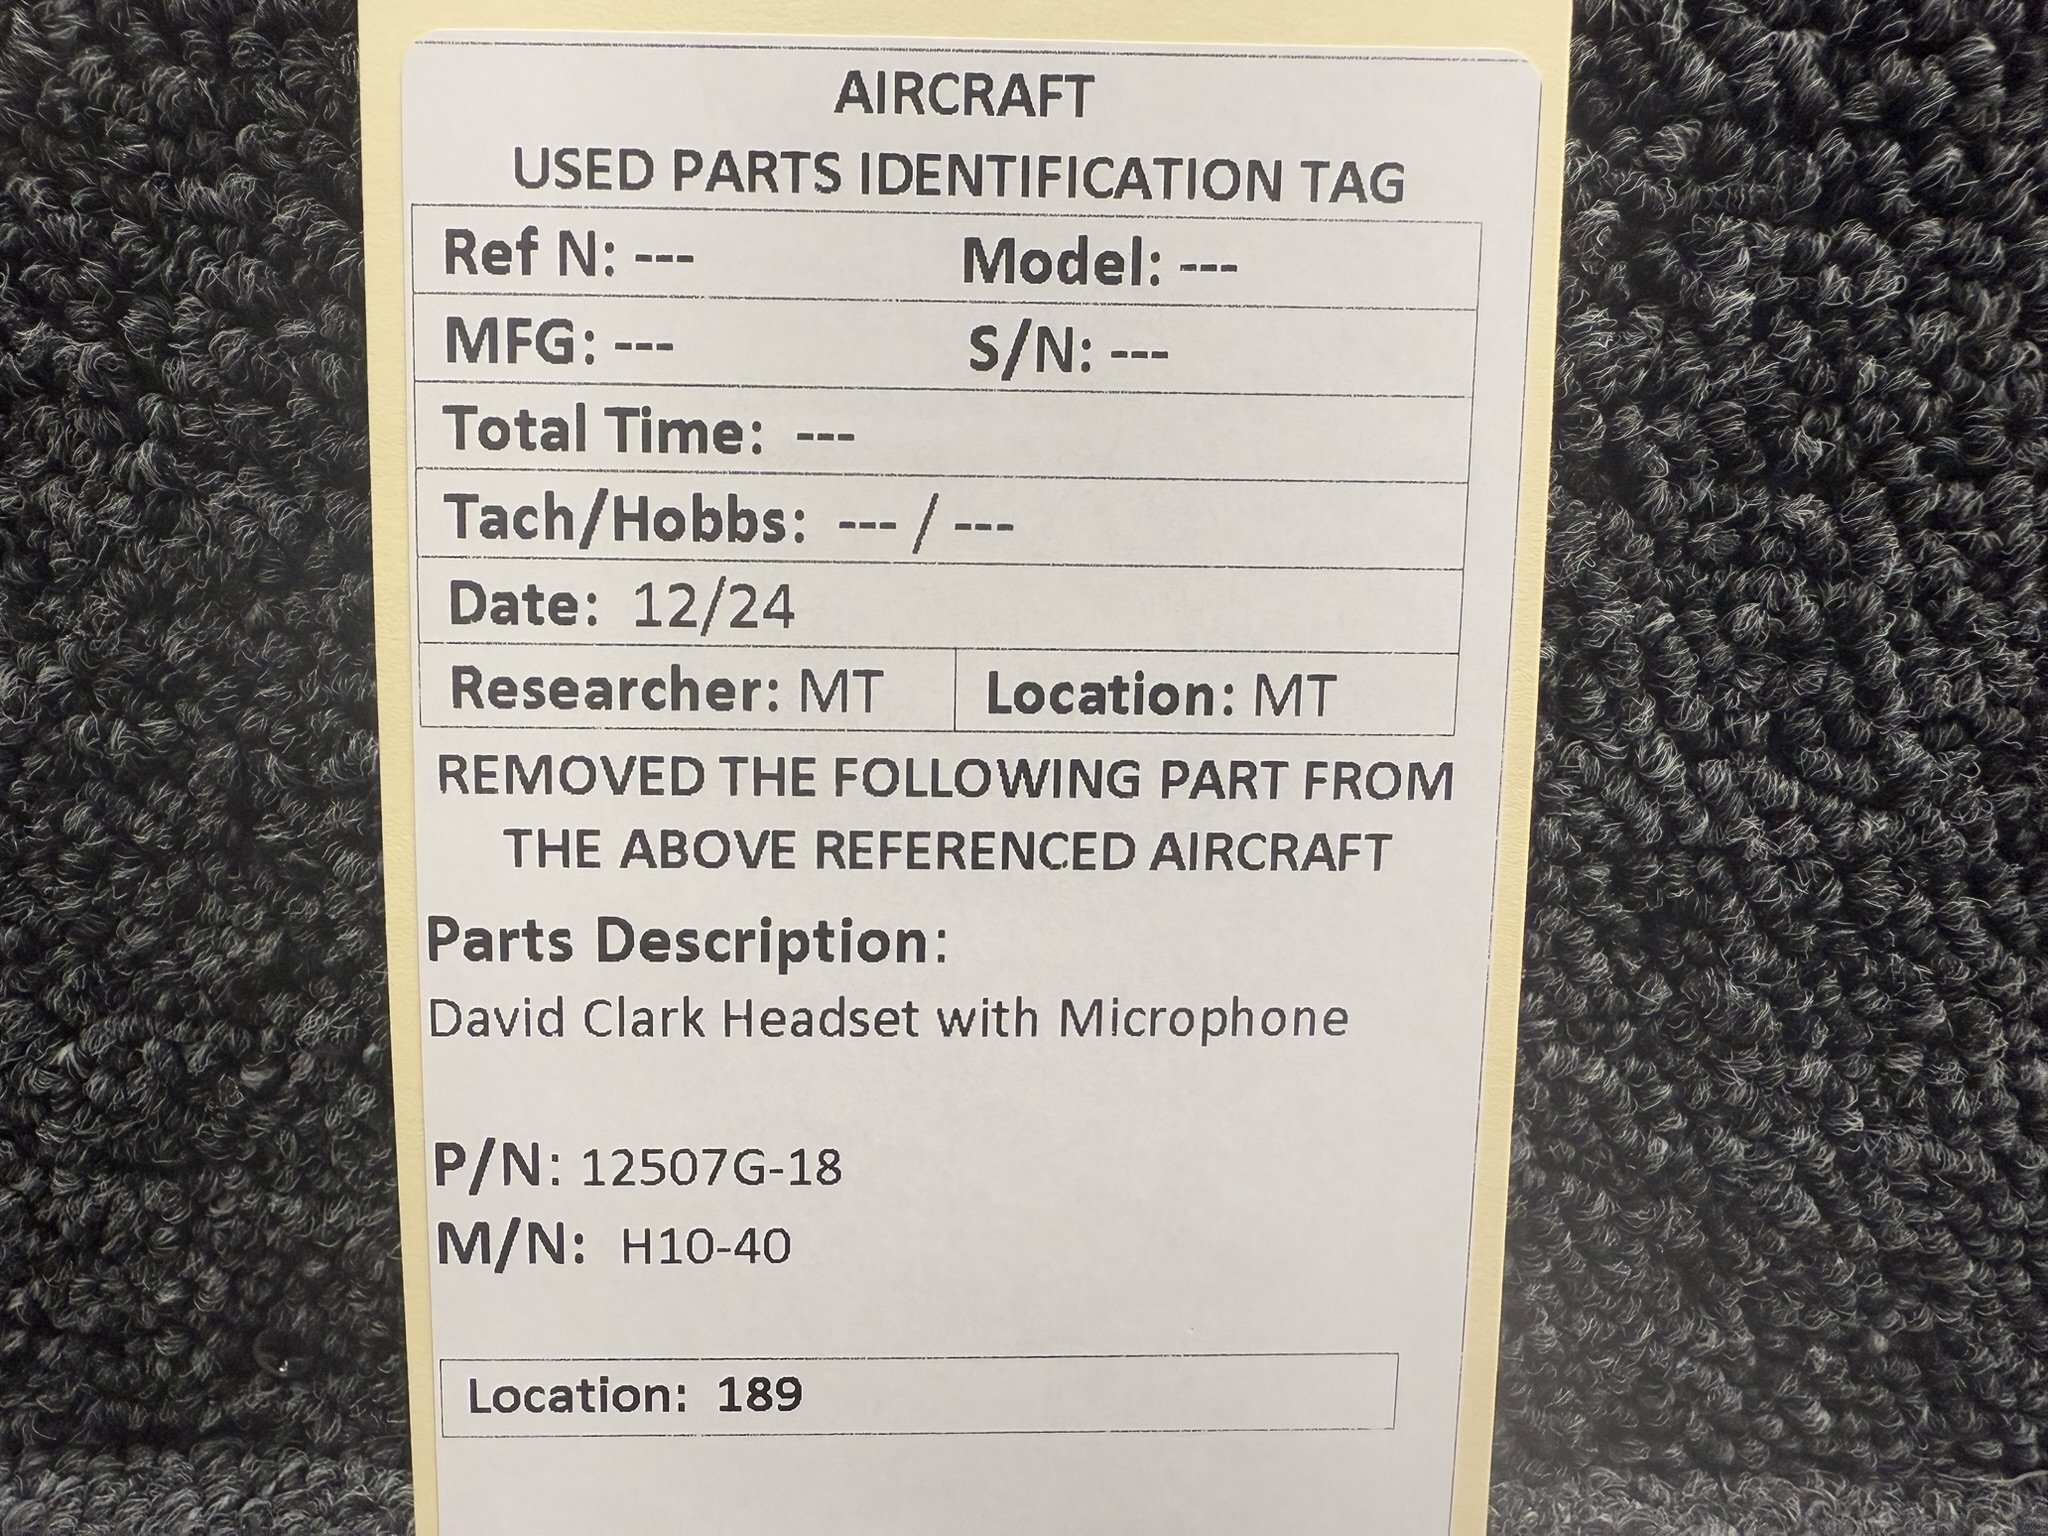 AIRCRAFT
USED PARTS IDENTIFICATION TAG
Ref N: --- Model: ---
MFG: --- S/N: ---
Total Time: ---
Tach/Hobbs: --- / ---
Date: 12/24
Researcher: MT Location: MT
REMOVED THE FOLLOWING PART FROM
THE ABOVE REFERENCED AIRCRAFT
Parts Description:
David Clark Headset with Microphone
P/N: 12507G-18
M/N: H10-40
Location: 189